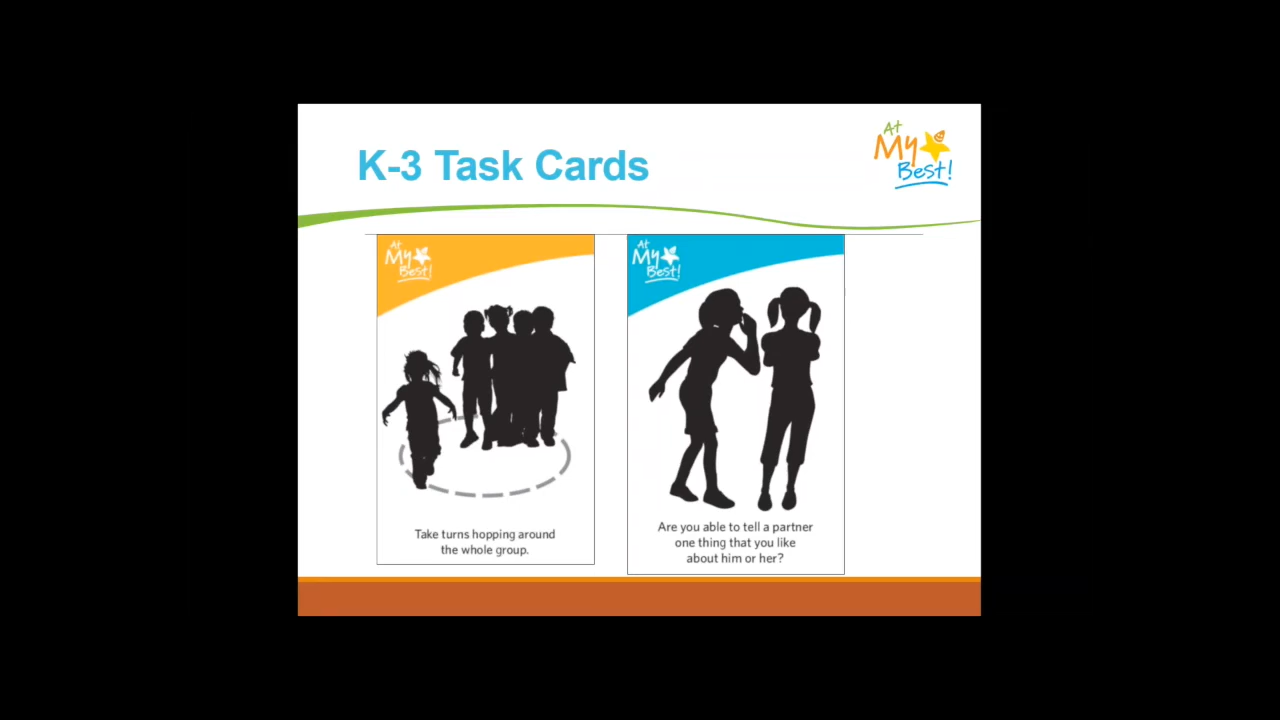 K-3 Task Cards
At
My
Best!
At
My
Best!
Take turns hopping around
the whole group.
At
My
Best!
Are you able to tell a partner
one thing that you like
about him or her?